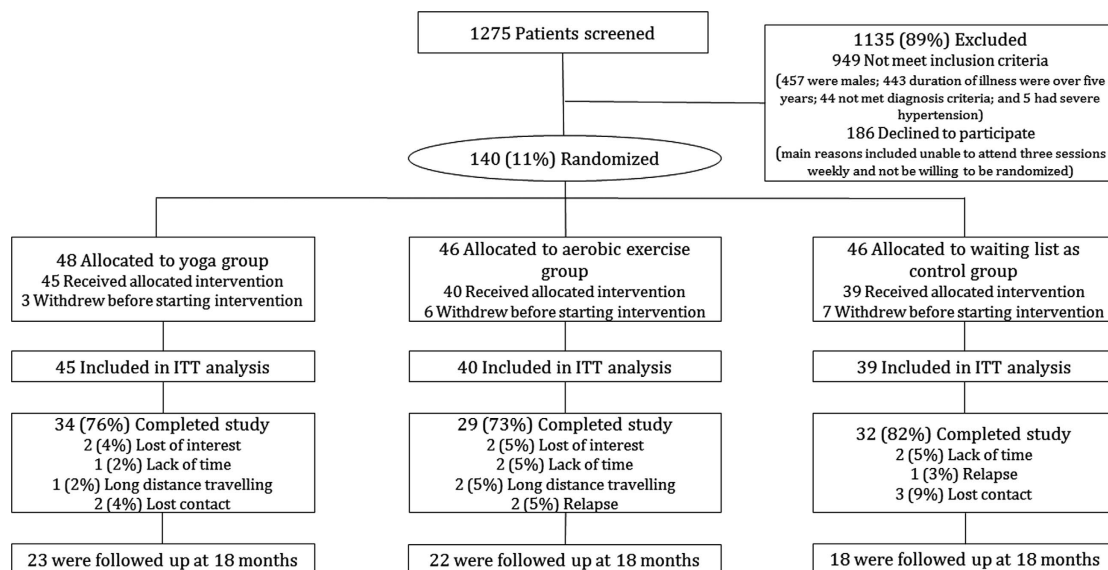 1275 Patients screened
1135 (89%) Excluded
949 Not meet inclusion criteria
(457 were males; 443 duration of illness were over five
years; 44 not met diagnosis criteria; and 5 had severe
hypertension)
186 Declined to participate
(main reasons included unable to attend three sessions
weekly and not be willing to be randomized)
140 (11%) Randomized
48 Allocated to yoga group
45 Received allocated intervention
3 Withdrew before starting intervention
46 Allocated to aerobic exercise
group
40 Received allocated intervention
6 Withdrew before starting intervention
46 Allocated to waiting list as
control group
39 Received allocated intervention
7 Withdrew before starting intervention
45 Included in ITT analysis
40 Included in ITT analysis
39 Included in ITT analysis
34 (76%) Completed study
2 (4%) Lost of interest
1 (2%) Lack of time
1 (2%) Long distance travelling
2 (4%) Lost contact
29 (73%) Completed study
2 (5%) Lost of interest
2 (5%) Lack of time
2 (5%) Long distance travelling
2 (5%) Relapse
32 (82%) Completed study
2 (5%) Lack of time
1 (3%) Relapse
3 (9%) Lost contact
23 were followed up at 18 months
22 were followed up at 18 months
18 were followed up at 18 months